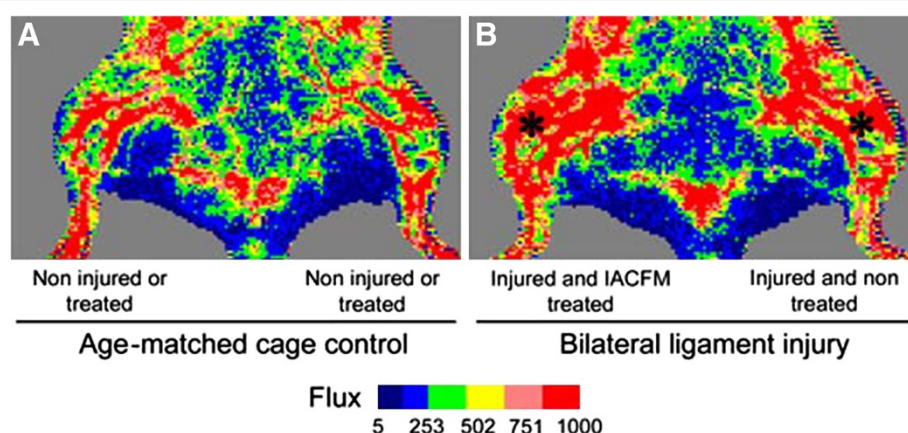 A B
Non injured or Non injured or Injured and IACFM Injured and non
treated treated treated treated
Age-matched cage control Bilateral ligament injury
Flux
5 253 502 751 1000